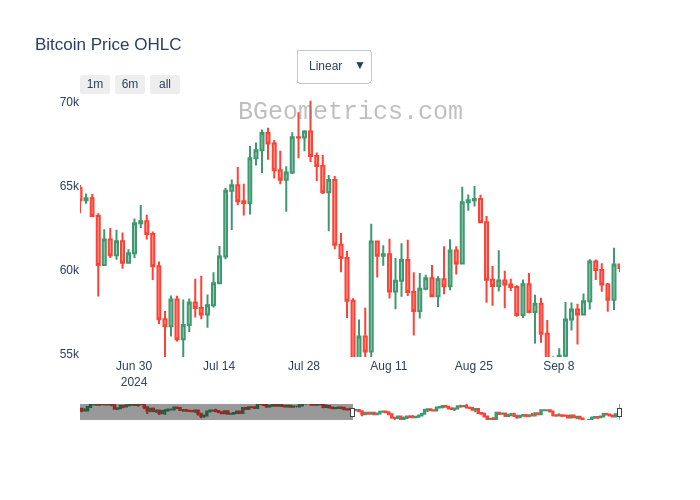 Bitcoin Price OHLC
Linear ▼
1m 6m all
BGeometrics.com
70k
65k
60k
55k
Jun 30 Jul 14 Jul 28 Aug 11 Aug 25 Sep 8
2024